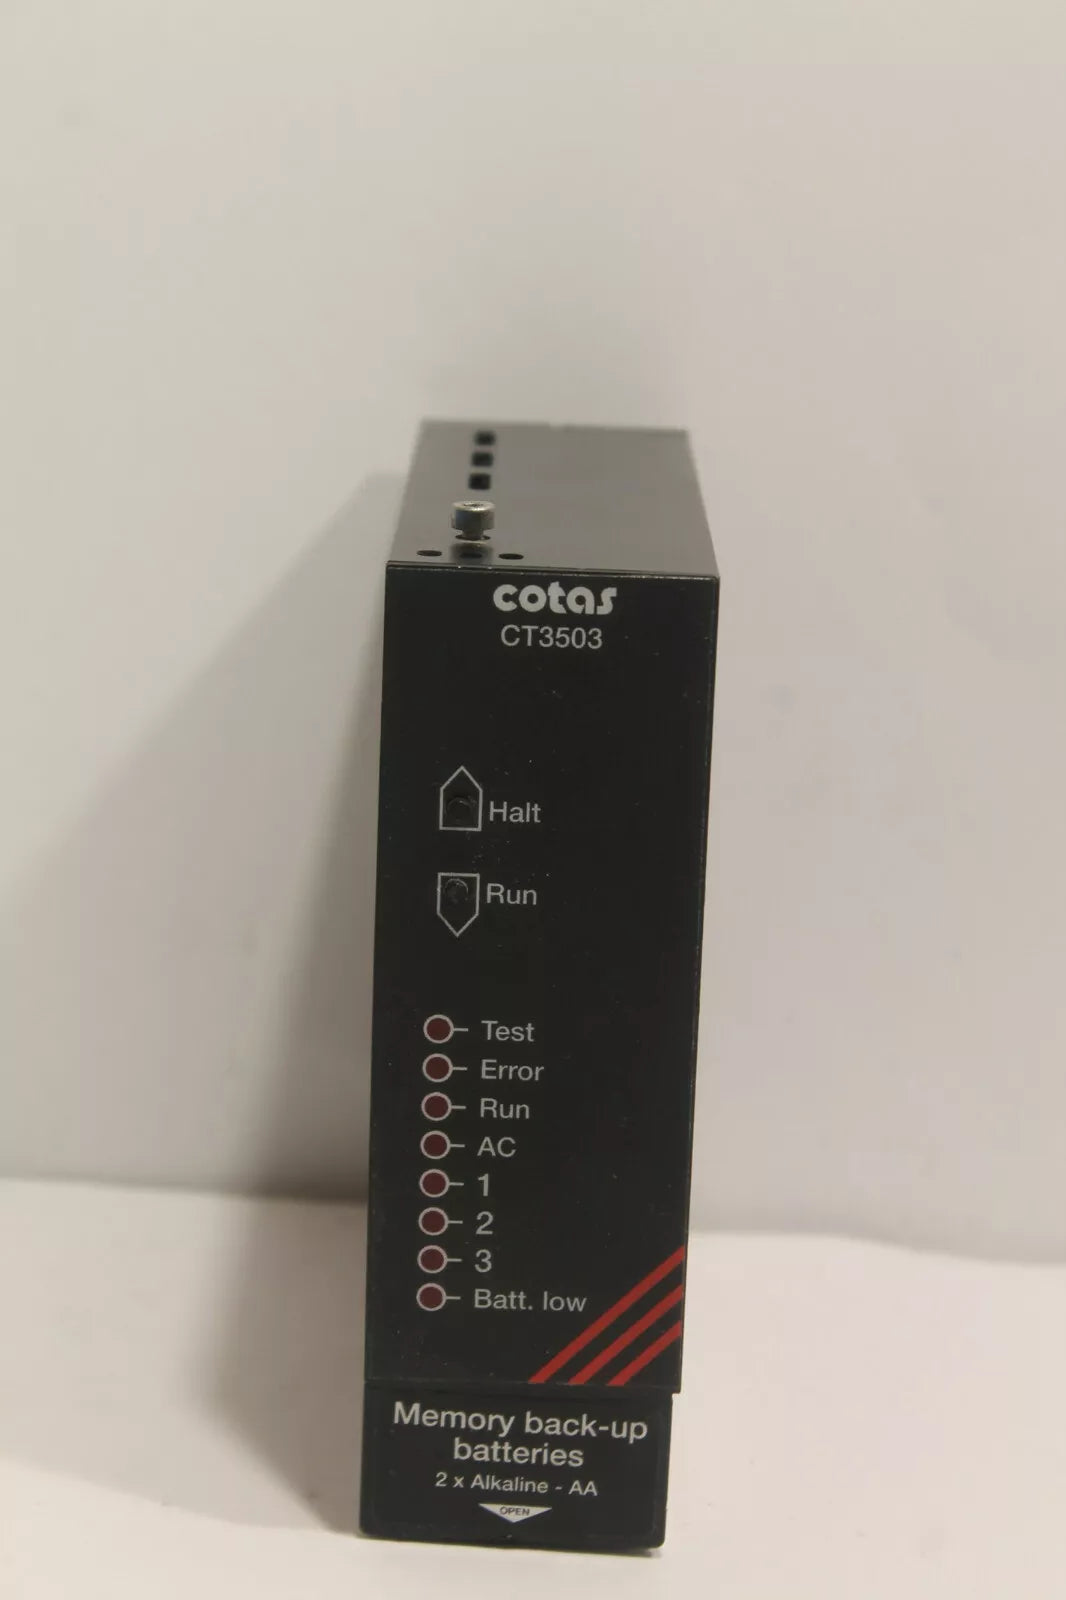 cotas
CT3503
Halt
Run
Test
Error
Run
AC
1
2
3
Batt. low
Memory back-up
batteries
2 x Alkaline - AA
OPEN